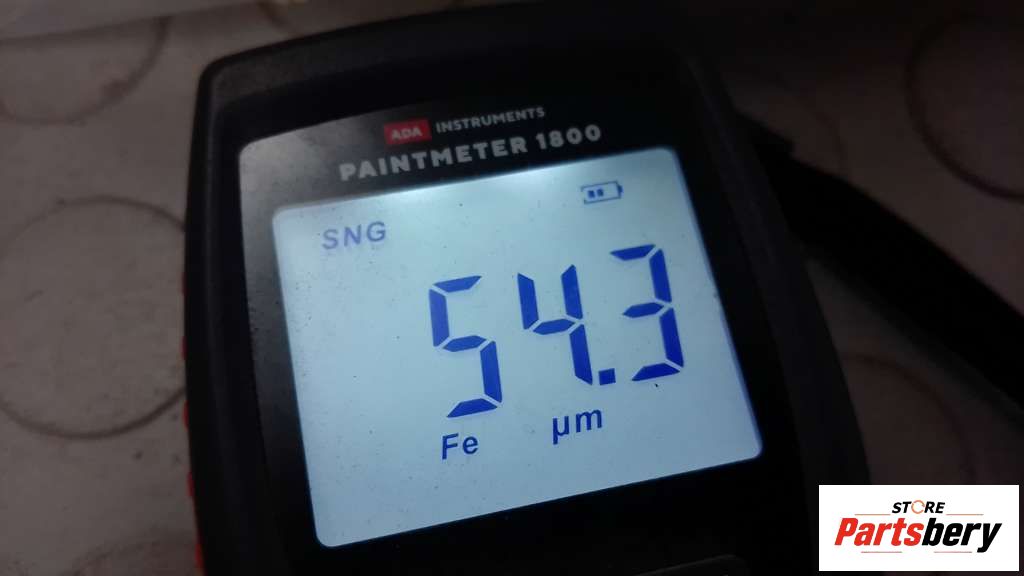 ADA INSTRUMENTS
PAINTMETER 1800
SNG
54.3
Fe µm
STORE
Partsbery